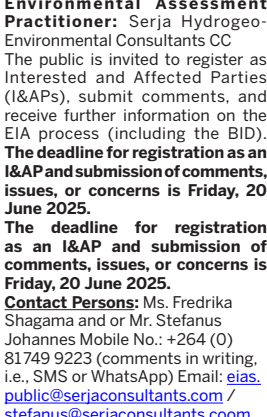 Environmental Assessment
Practitioner: Serja Hydrogeo-
Environmental Consultants CC
The public is invited to register as
Interested and Affected Parties
(I&APs), submit comments, and
receive further information on the
EIA process (including the BID).
The deadline for registration as an
I&AP and submission of comments,
issues, or concerns is Friday, 20
June 2025.
The deadline for registration
as an I&AP and submission of
comments, issues, or concerns is
Friday, 20 June 2025.
Contact Persons: Ms. Fredrika
Shagama and or Mr. Stefanus
Johannes Mobile No.: +264 (0)
81749 9223 (comments in writing,
i.e., SMS or WhatsApp) Email: eias.
public@serjaconsultants.com /
stefanus@serjaconsultants.coom